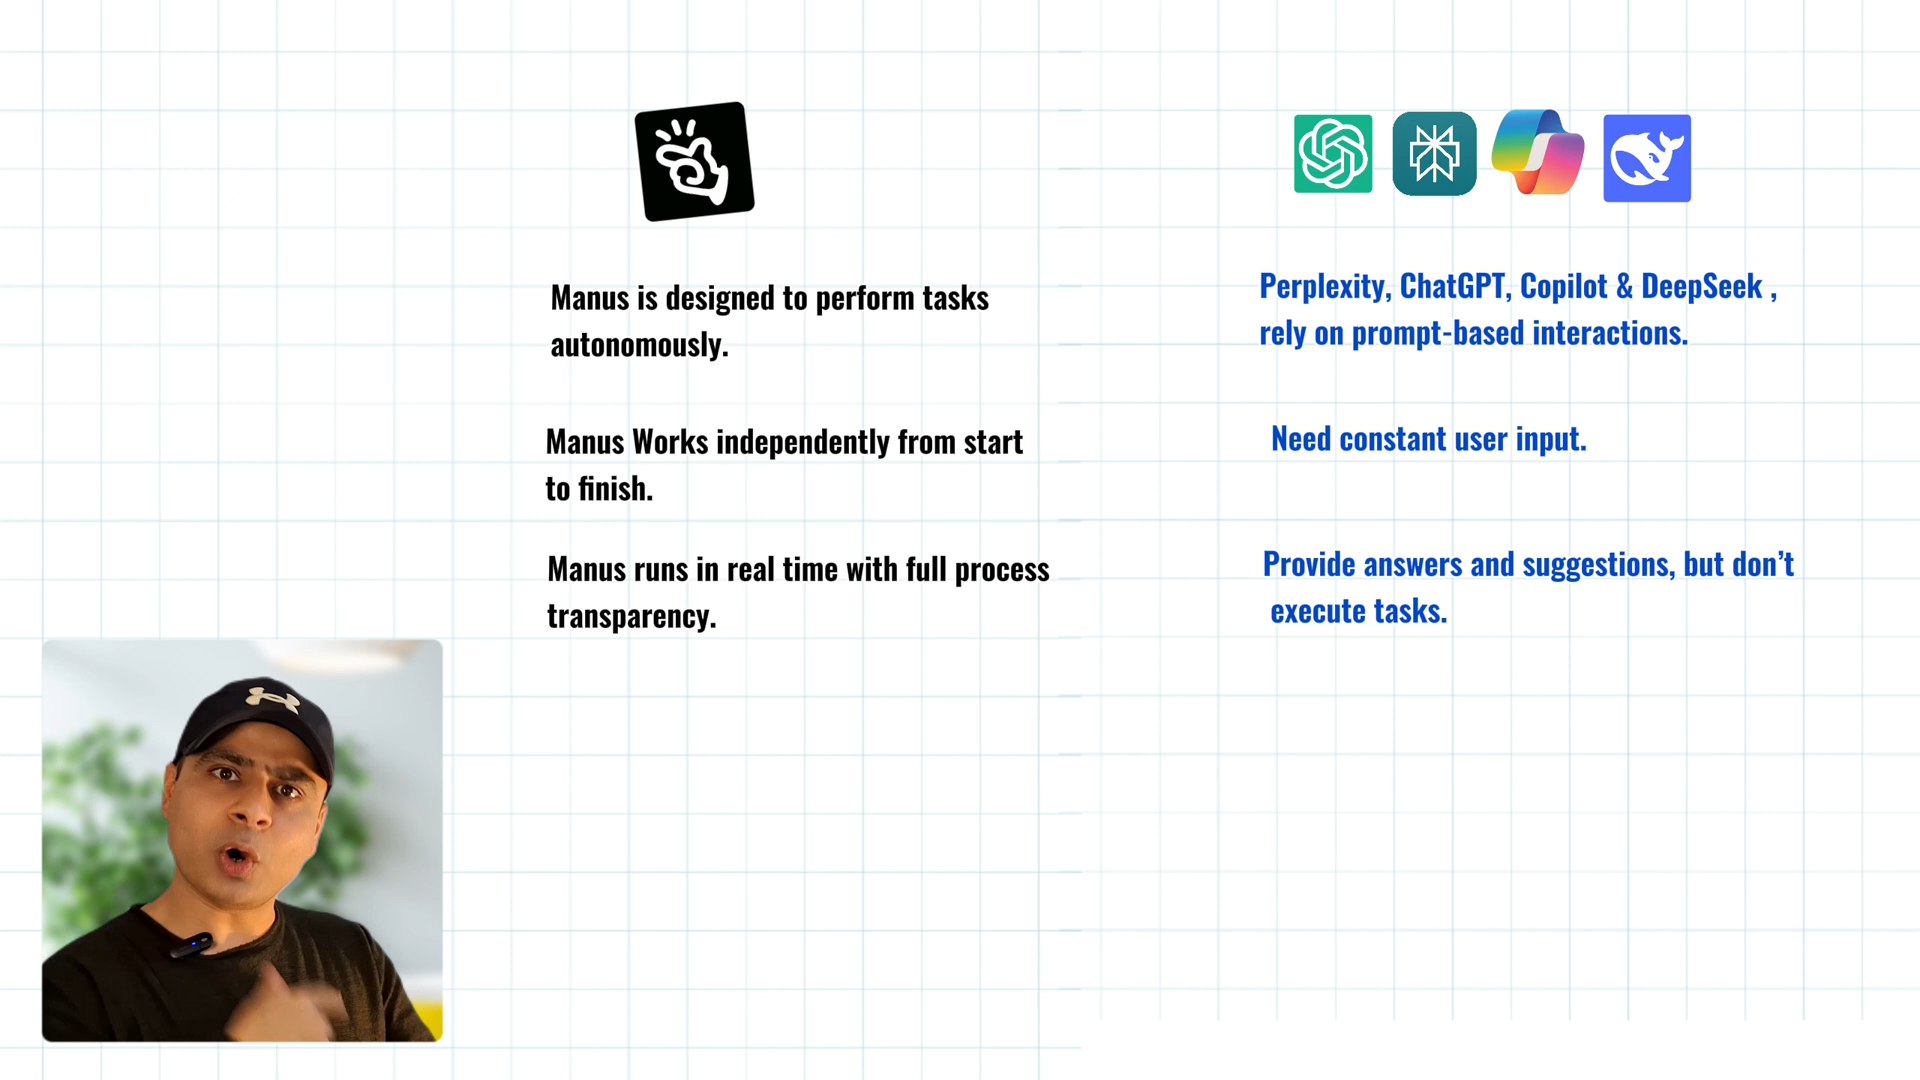 Manus is designed to perform tasks
autonomously.
Manus Works independently from start
to finish.
Manus runs in real time with full process
transparency.
Perplexity, ChatGPT, Copilot & DeepSeek ,
rely on prompt-based interactions.
Need constant user input.
Provide answers and suggestions, but don’t
execute tasks.